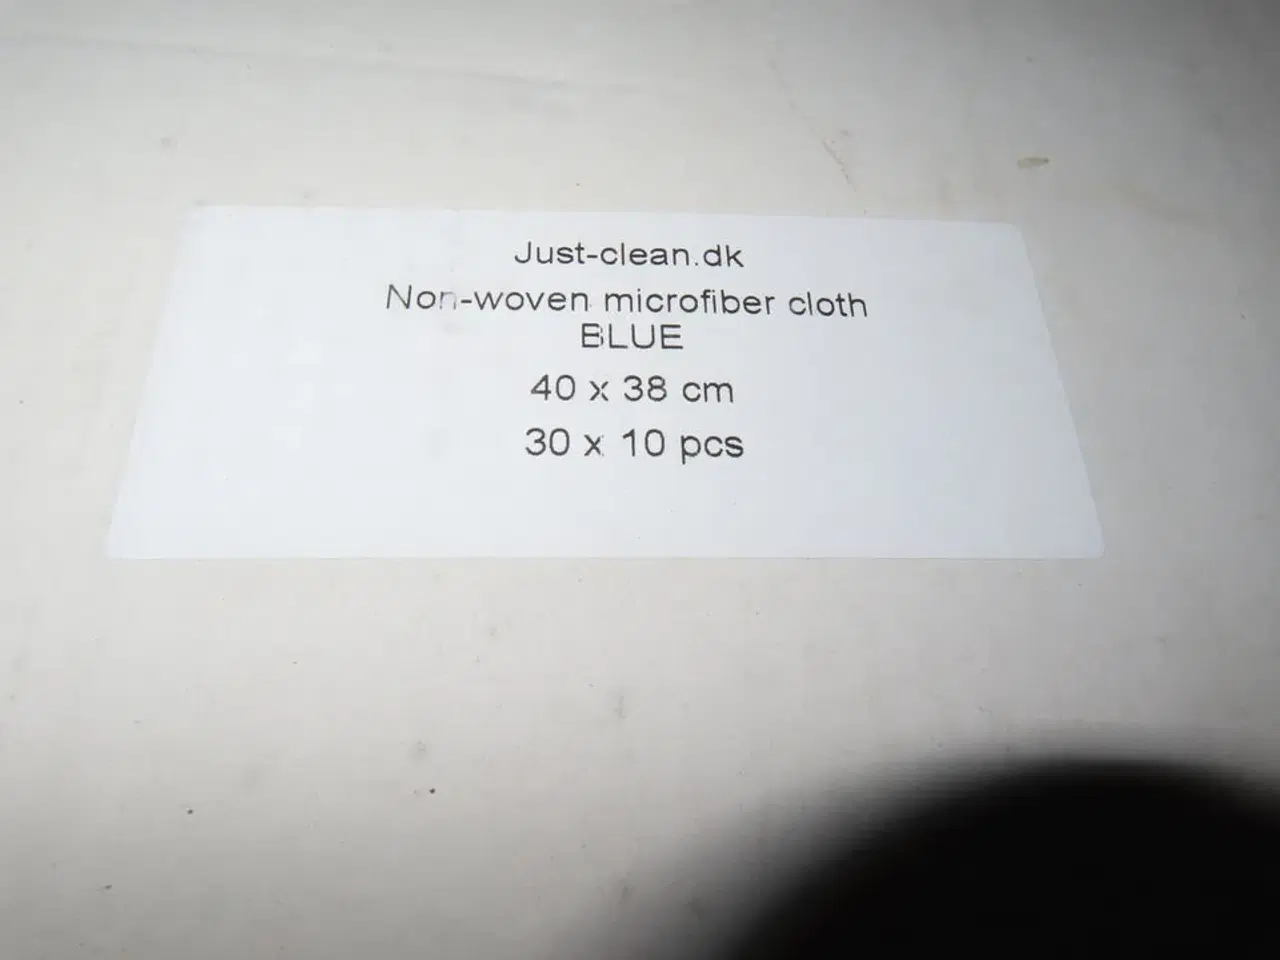 Just-clean.dk
Non-woven microfiber cloth
BLUE
40 x 38 cm
30 x 10 pcs